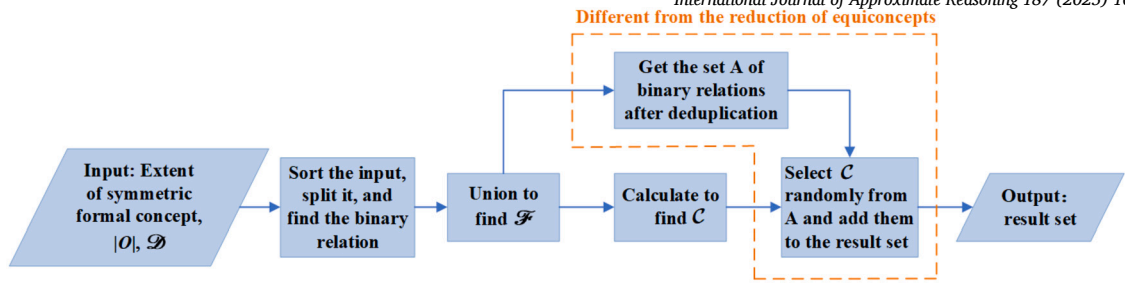 International Journal of Approximate Reasoning 187 (2025) 10
Different from the reduction of equiconcepts
Get the set A of
binary relations
after deduplication
Input: Extent
of symmetric
formal concept,
|O|, 𝒟
Sort the input,
split it, and
find the binary
relation
Union to
find ℱ
Calculate to
find 𝒞
Select 𝒞
randomly from
A and add them
to the result set
Output:
result set